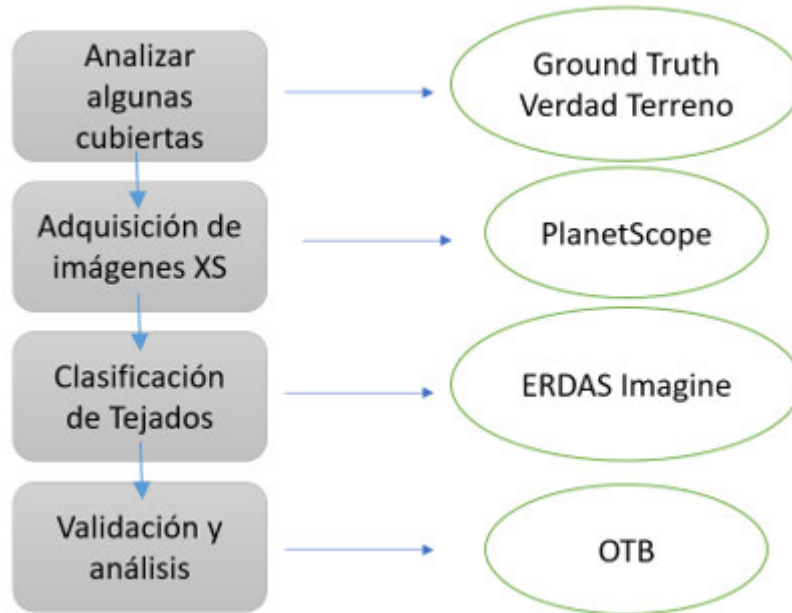 Analizar
algunas
cubiertas
Ground Truth
Verdad Terreno
Adquisición de
imágenes XS
PlanetScope
Clasificación
de Tejados
ERDAS Imagine
Validación y
análisis
OTB